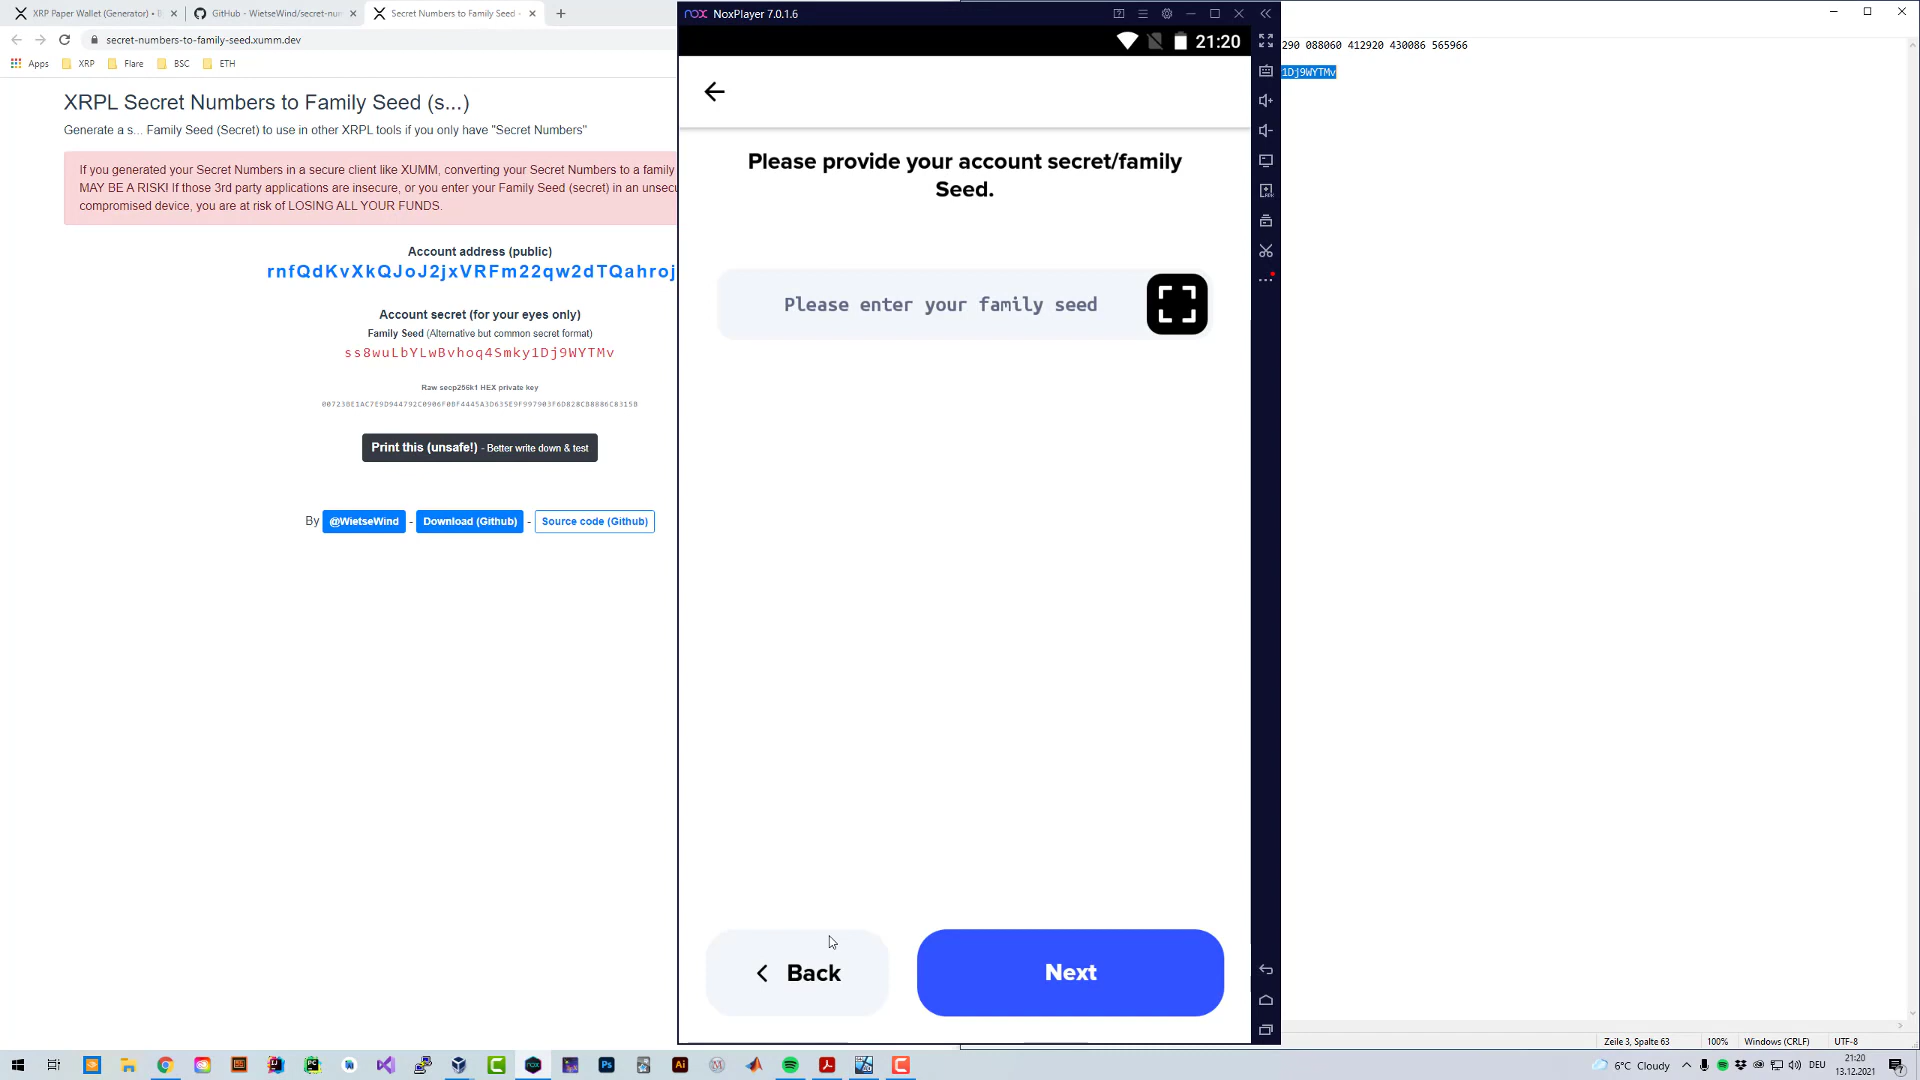 XRP Paper Wallet (Generator) •
GitHub - WietseWind/secret-nu
Secret Numbers to Family Seed -
secret-numbers-to-family-seed.xumm.dev
Apps
XRP
Flare
BSC
ETH
XRPL Secret Numbers to Family Seed (s...)
Generate a s... Family Seed (Secret) to use in other XRPL tools if you only have "Secret Numbers"
If you generated your Secret Numbers in a secure client like XUMM, converting your Secret Numbers to a family
MAY BE A RISK! If those 3rd party applications are insecure, or you enter your Family Seed (secret) in an unsecu
compromised device, you are at risk of LOSING ALL YOUR FUNDS.
Account address (public)
rnfQdKvXkQJoJ2jxVRFm22qw2dTQahroj
Account secret (for your eyes only)
Family Seed (Alternative but common secret format)
ss8wuLbYLwBvhoq4Smky1Dj9WYTMv
Raw secp256k1 HEX private key
Print this (unsafe!) - Better write down & test
By @WietseWind - Download (Github) - Source code (Github)
nox NoxPlayer 7.0.1.6
21:20
Please provide your account secret/family
Seed.
Please enter your family seed
Back
Next
290 088060 412920 430086 565966
1Dj9WYTMv
Zeile 3, Spalte 63
100%
Windows (CRLF)
UTF-8
6°C Cloudy
DEU
21:20
13.12.2021